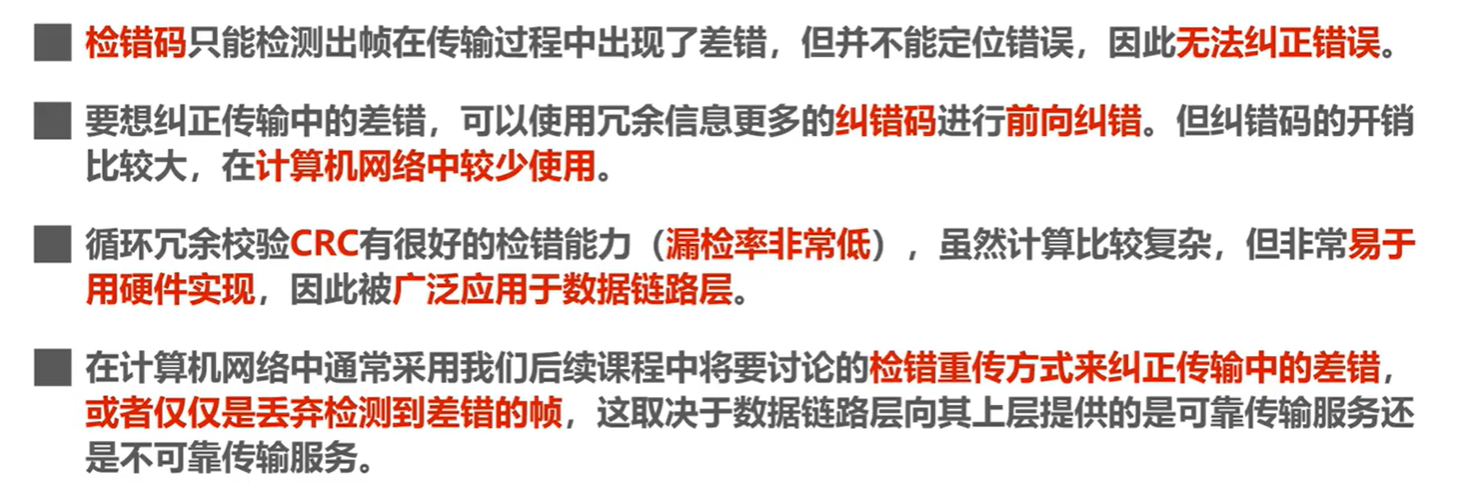 检错码只能检测出帧在传输过程中出现了差错，但并不能定位错误，因此无法纠正错误。
要想纠正传输中的差错，可以使用冗余信息更多的纠错码进行前向纠错。但纠错码的开销
比较大，在计算机网络中较少使用。
循环冗余校验CRC有很好的检错能力（漏检率非常低），虽然计算比较复杂，但非常易于
用硬件实现，因此被广泛应用于数据链路层。
在计算机网络中通常采用我们后续课程中将要讨论的检错重传方式来纠正传输中的差错，
或者仅仅是丢弃检测到差错的帧，这取决于数据链路层向其上层提供的是可靠传输服务还
是不可靠传输服务。